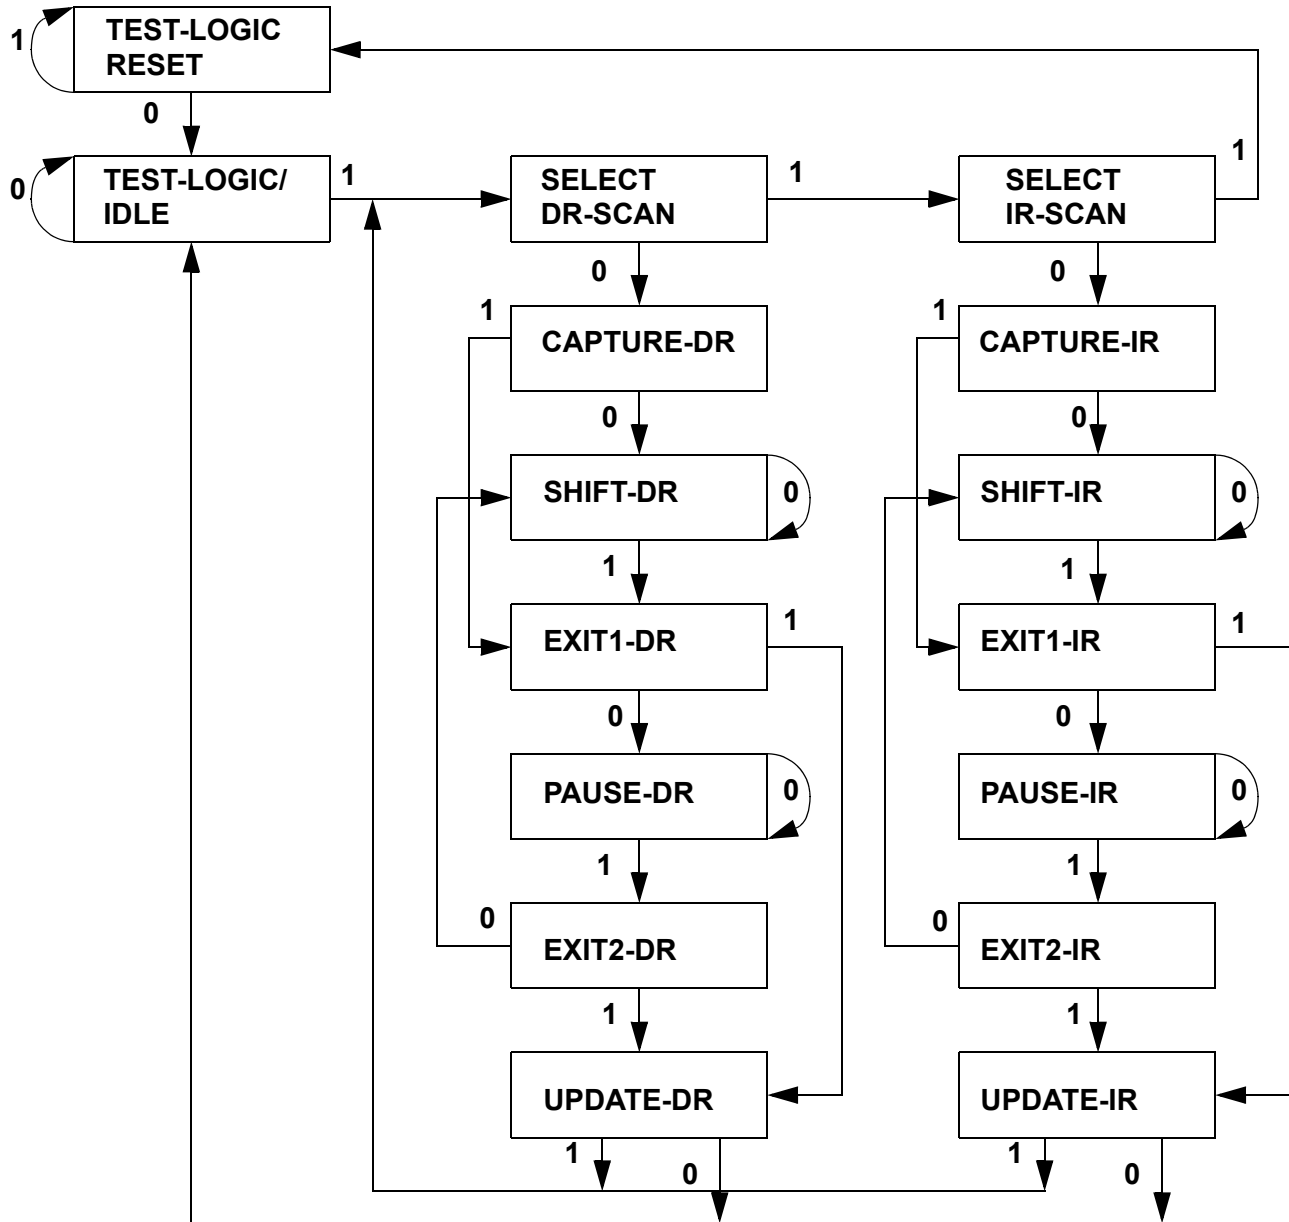 1
TEST-LOGIC
RESET
0
0
TEST-LOGIC/
IDLE
1
SELECT
DR-SCAN
1
SELECT
IR-SCAN
1
0
0
1
CAPTURE-DR
1
CAPTURE-IR
0
0
SHIFT-DR
0
SHIFT-IR
0
1
1
EXIT1-DR
1
EXIT1-IR
1
0
0
PAUSE-DR
0
PAUSE-IR
0
1
1
0
EXIT2-DR
0
EXIT2-IR
1
1
UPDATE-DR
UPDATE-IR
1
0
1
0